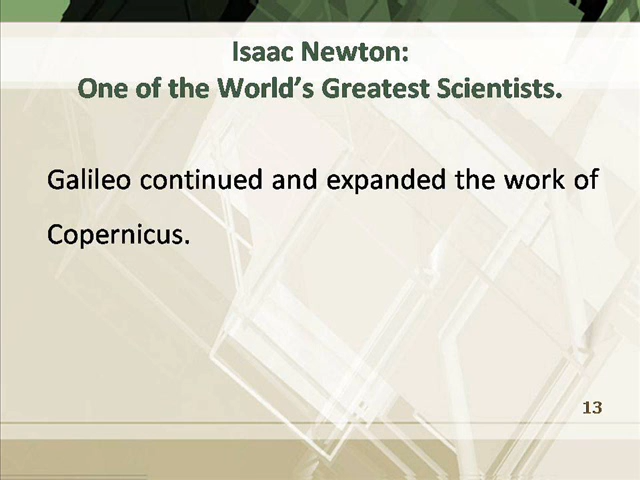 Isaac Newton:
One of the World’s Greatest Scientists.
Galileo continued and expanded the work of
Copernicus.
13